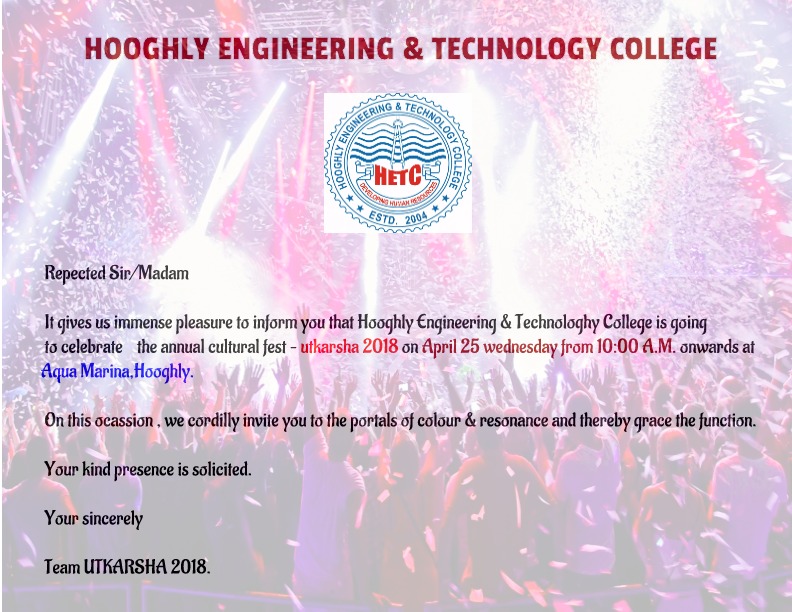 HOOGHLY ENGINEERING & TECHNOLOGY COLLEGE
HOOGHLY ENGINEERING & TECHNOLOGY COLLEGE
HETC
DEVELOPING HUMAN RESOURCES
★ ★ ESTD. 2004 ★ ★
Repected Sir/Madam
It gives us immense pleasure to inform you that Hooghly Engineering & Technologhy College is going
to celebrate the annual cultural fest - utkarsha 2018 on April 25 wednesday from 10:00 A.M. onwards at
Aqua Marina,Hooghly.
On this ocassion , we cordilly invite you to the portals of colour & resonance and thereby grace the function.
Your kind presence is solicited.
Your sincerely
Team UTKARSHA 2018.